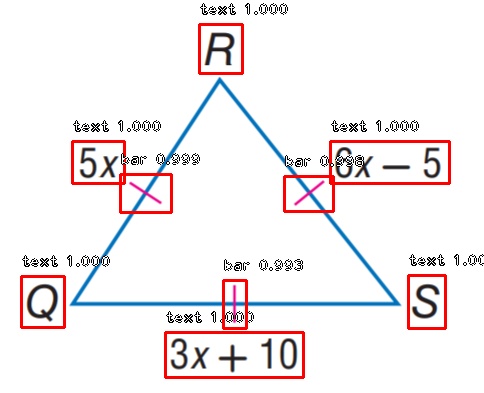 text 1.000
R
text 1.000
text 1.000
5x
bar 0.999
bar 0.998
6x − 5
text 1.000
text 1.00
bar 0.993
Q
S
text 1.000
3x + 10